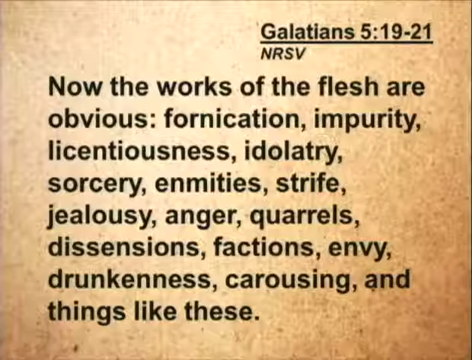 Galatians 5:19-21
NRSV
Now the works of the flesh are
obvious: fornication, impurity,
licentiousness, idolatry,
sorcery, enmities, strife,
jealousy, anger, quarrels,
dissensions, factions, envy,
drunkenness, carousing, and
things like these.